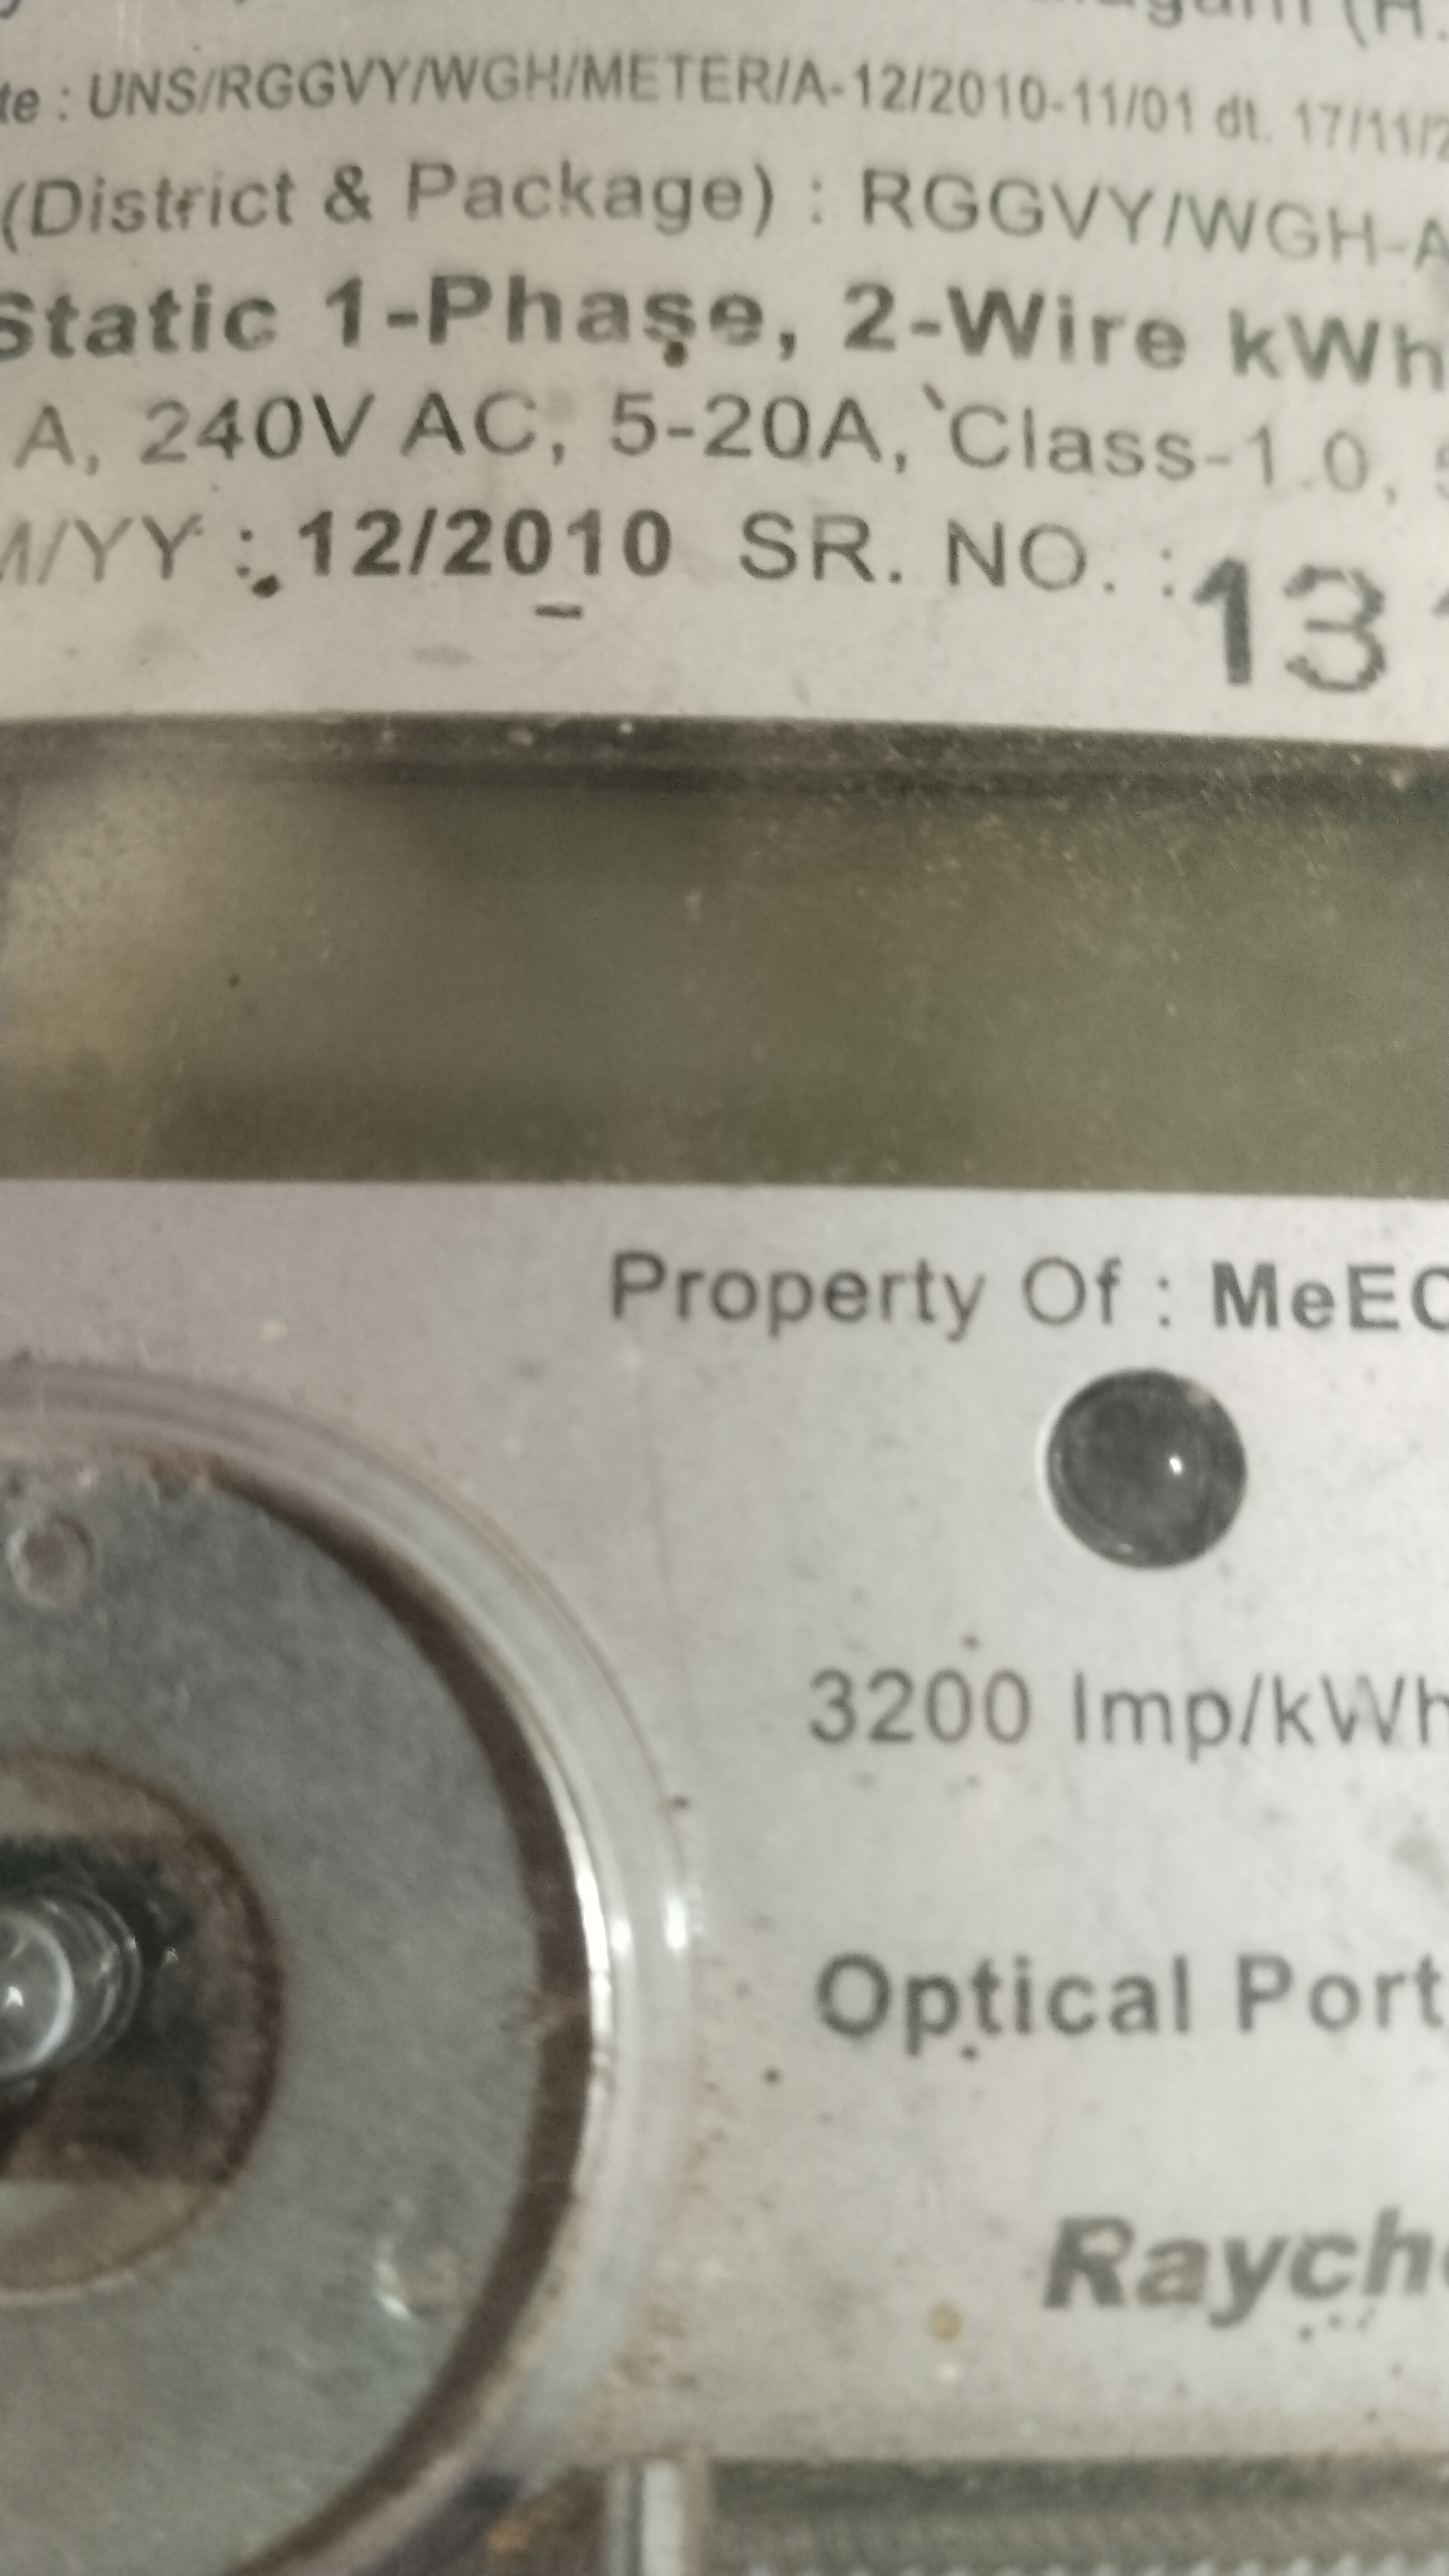 UNS/RGGVY/WGH/METER/A-12/2010-11/01 dt. 17/11/2
(District & Package) : RGGVY/WGH-A
Static 1-Phase, 2-Wire kWh
A, 240V AC, 5-20A, Class-1.0,
M/YY : 12/2010 SR. NO. : 13
Property Of : MeEC
3200 Imp/kWh
Optical Port
Rayche